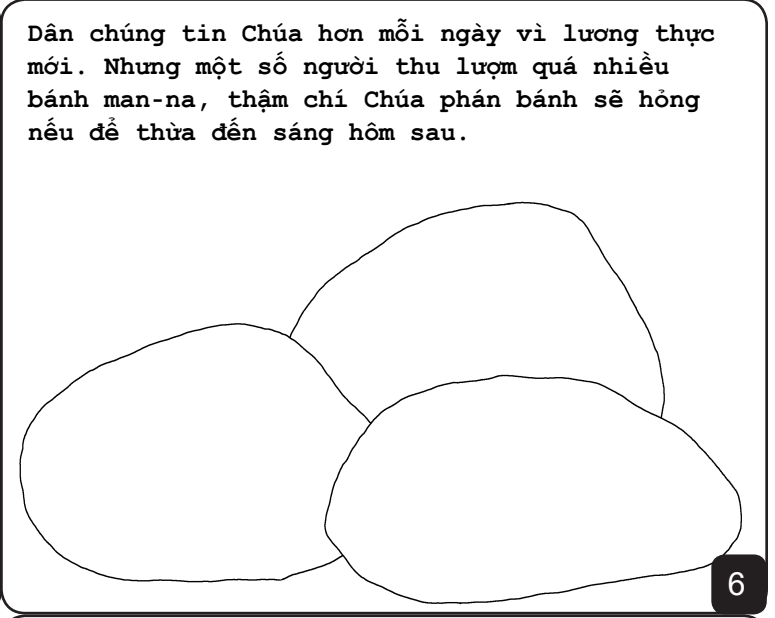 Dân chúng tin Chúa hơn mỗi ngày vì lương thực
mới. Nhưng một số người thu lượm quá nhiều
bánh man-na, thậm chí Chúa phán bánh sẽ hỏng
nếu để thừa đến sáng hôm sau.
6